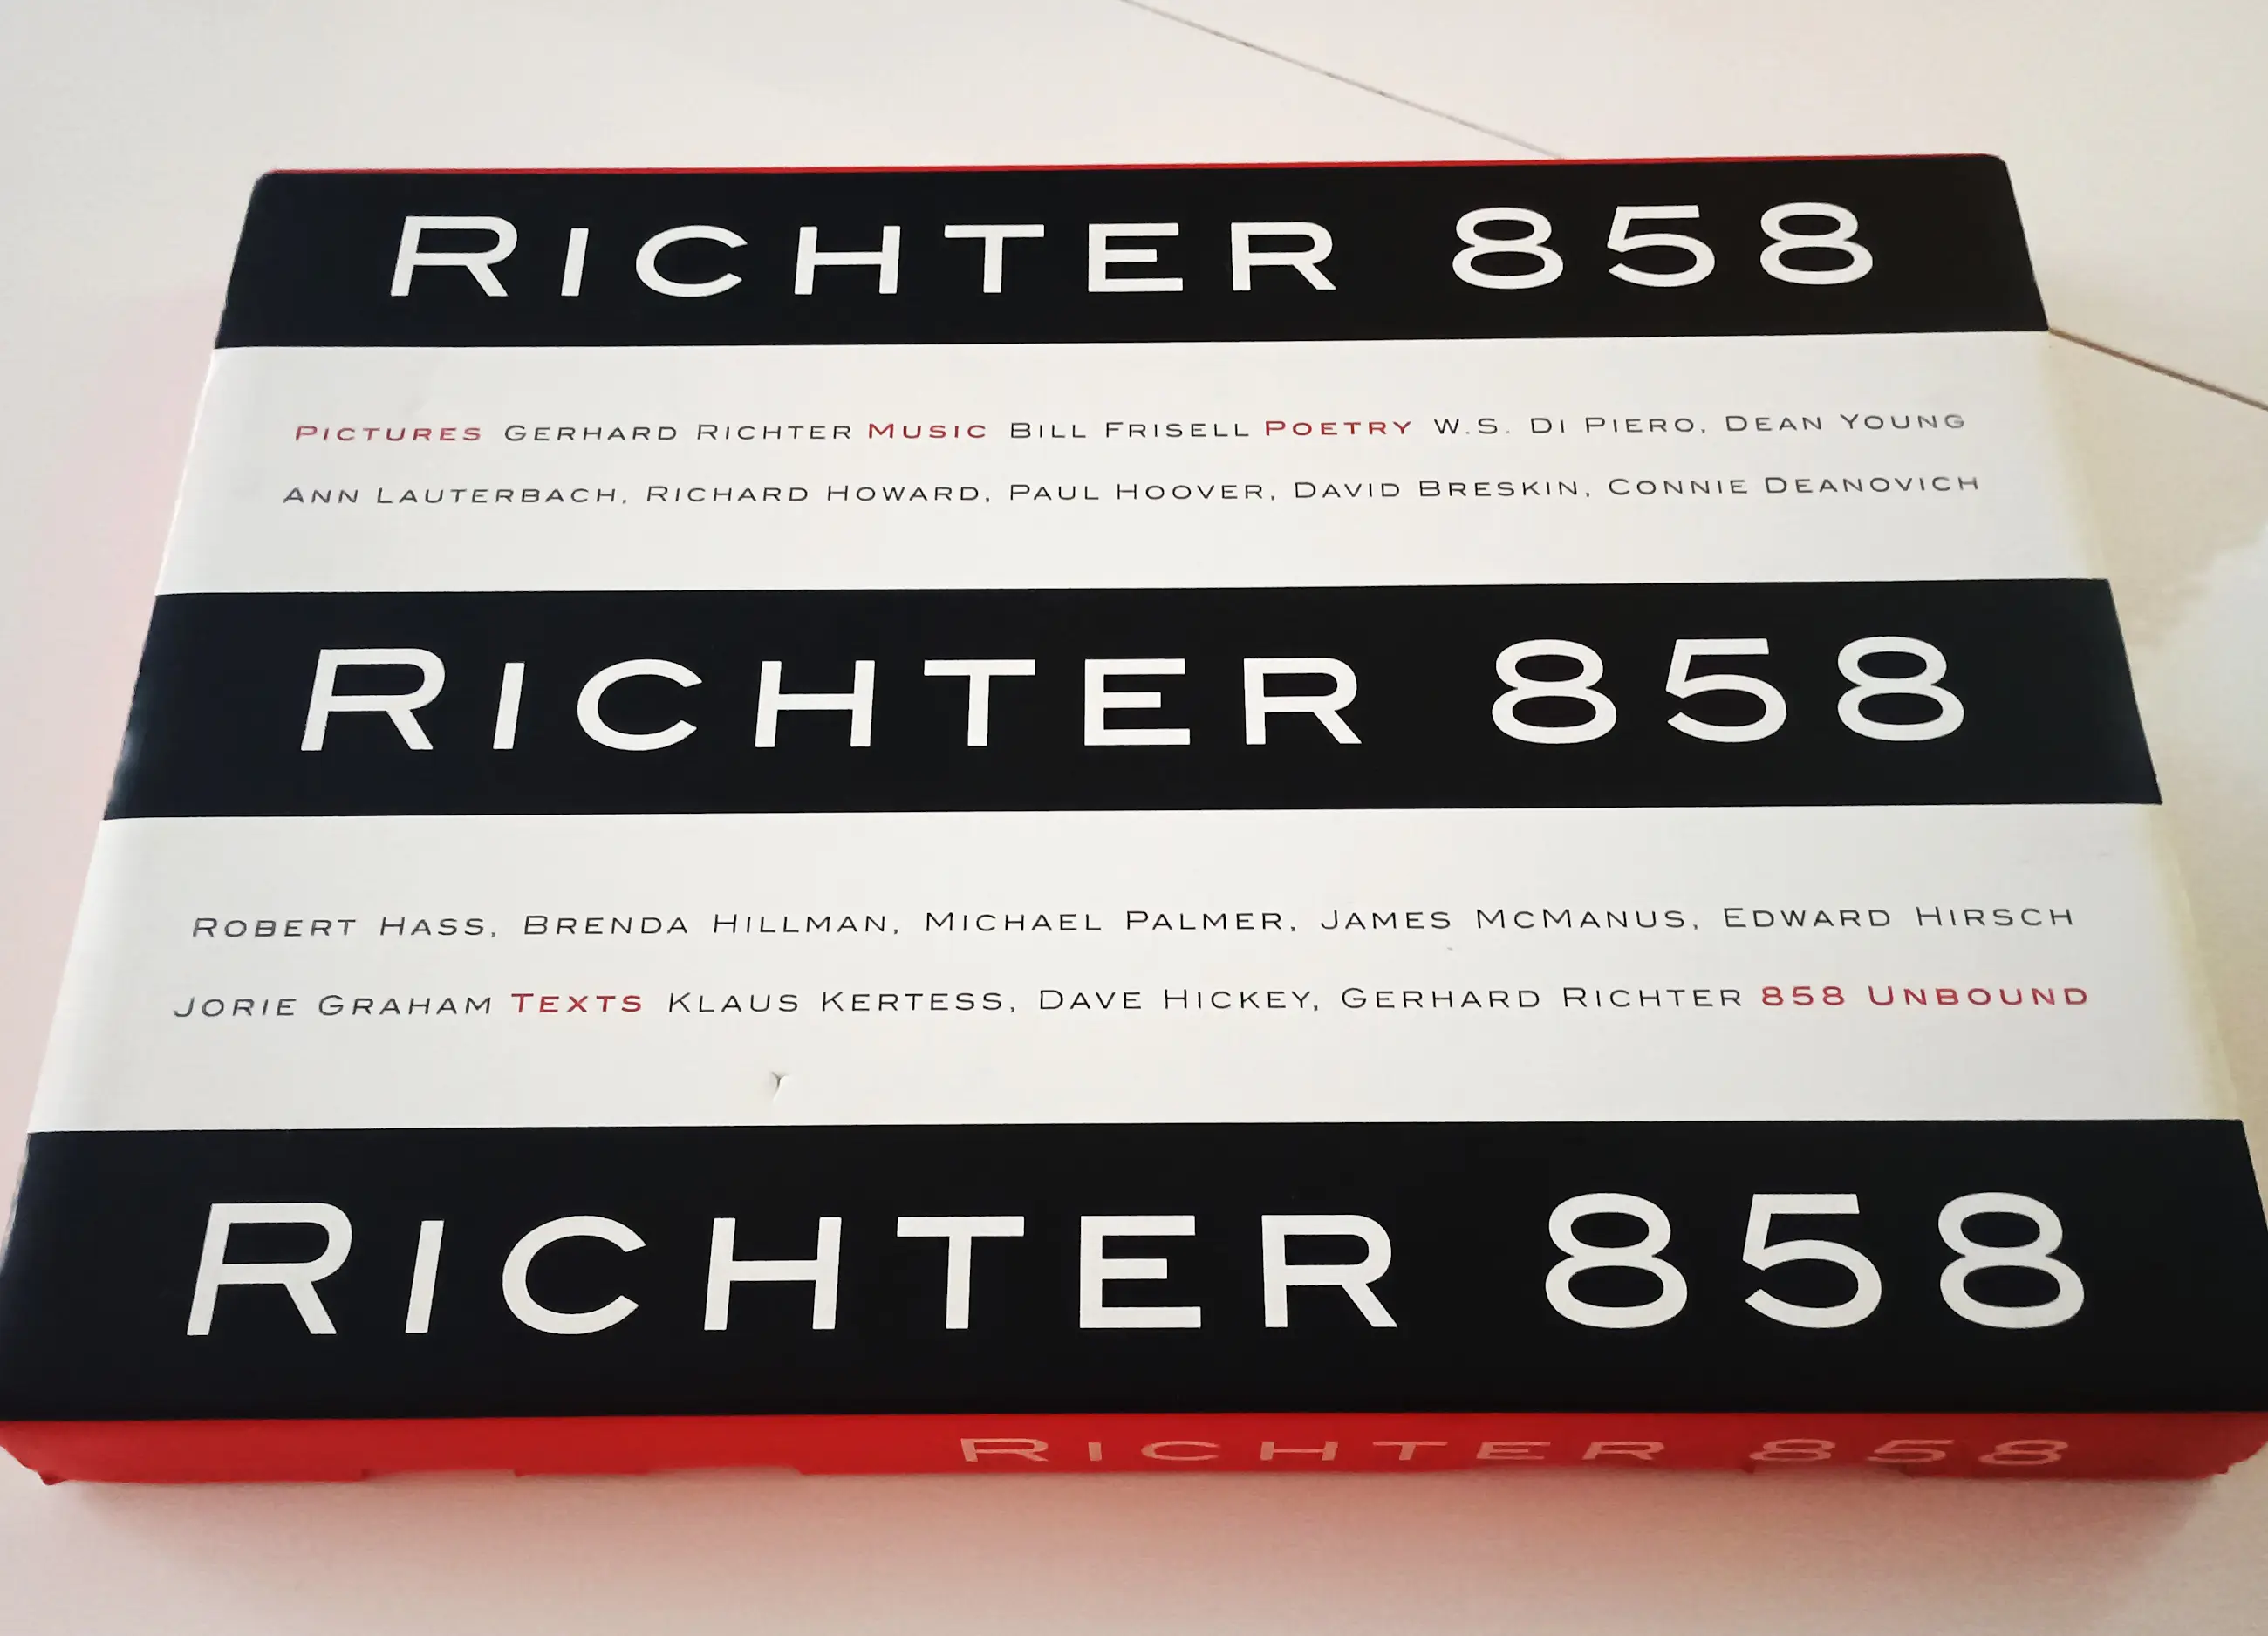 RICHTER 858
PICTURES GERHARD RICHTER MUSIC BILL FRISELL POETRY W.S. DI PIERO, DEAN YOUNG
ANN LAUTERBACH, RICHARD HOWARD, PAUL HOOVER, DAVID BRESKIN, CONNIE DEANOVICH
RICHTER 858
ROBERT HASS, BRENDA HILLMAN, MICHAEL PALMER, JAMES MCMANUS, EDWARD HIRSCH
JORIE GRAHAM TEXTS KLAUS KERTESS, DAVE HICKEY, GERHARD RICHTER 858 UNBOUND
RICHTER 858
RICHTER 858